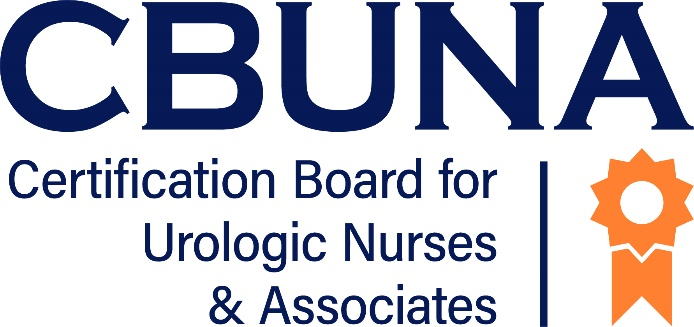 CBUNA
Certification Board for
Urologic Nurses
& Associates